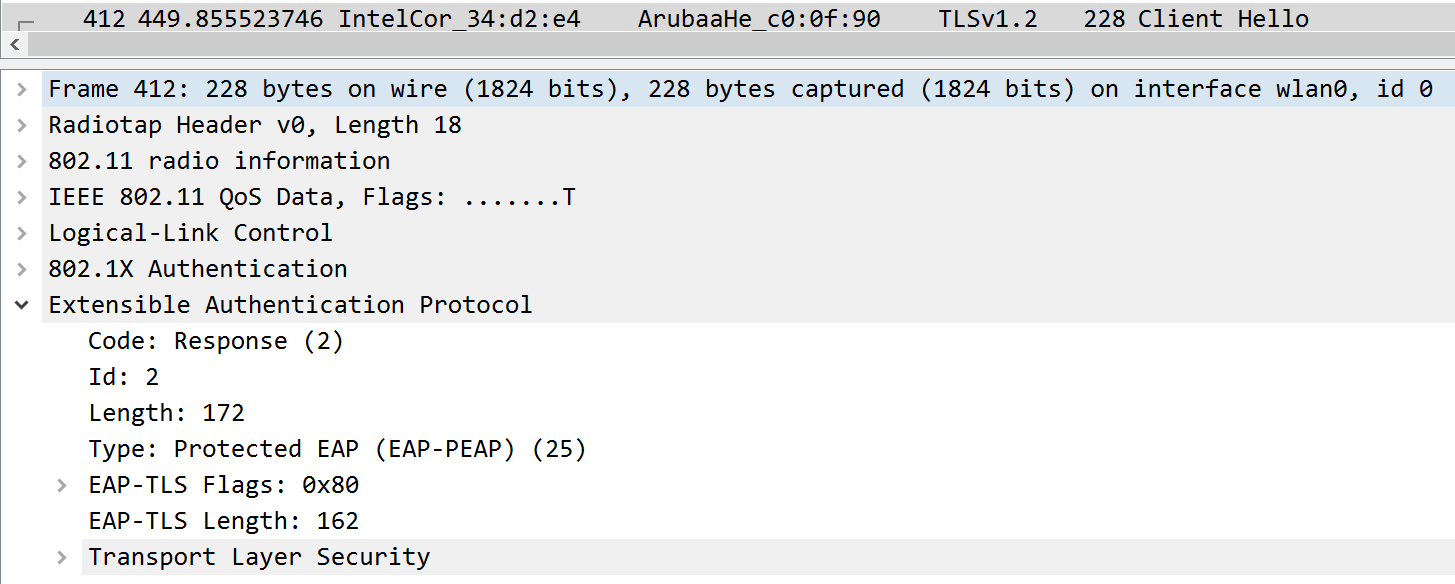 412 449.855523746 IntelCor_34:d2:e4 ArubaaHe_c0:0f:90 TLSv1.2 228 Client Hello
Frame 412: 228 bytes on wire (1824 bits), 228 bytes captured (1824 bits) on interface wlan0, id 0
Radiotap Header v0, Length 18
802.11 radio information
IEEE 802.11 QoS Data, Flags: .......T
Logical-Link Control
802.1X Authentication
Extensible Authentication Protocol
Code: Response (2)
Id: 2
Length: 172
Type: Protected EAP (EAP-PEAP) (25)
EAP-TLS Flags: 0x80
EAP-TLS Length: 162
Transport Layer Security